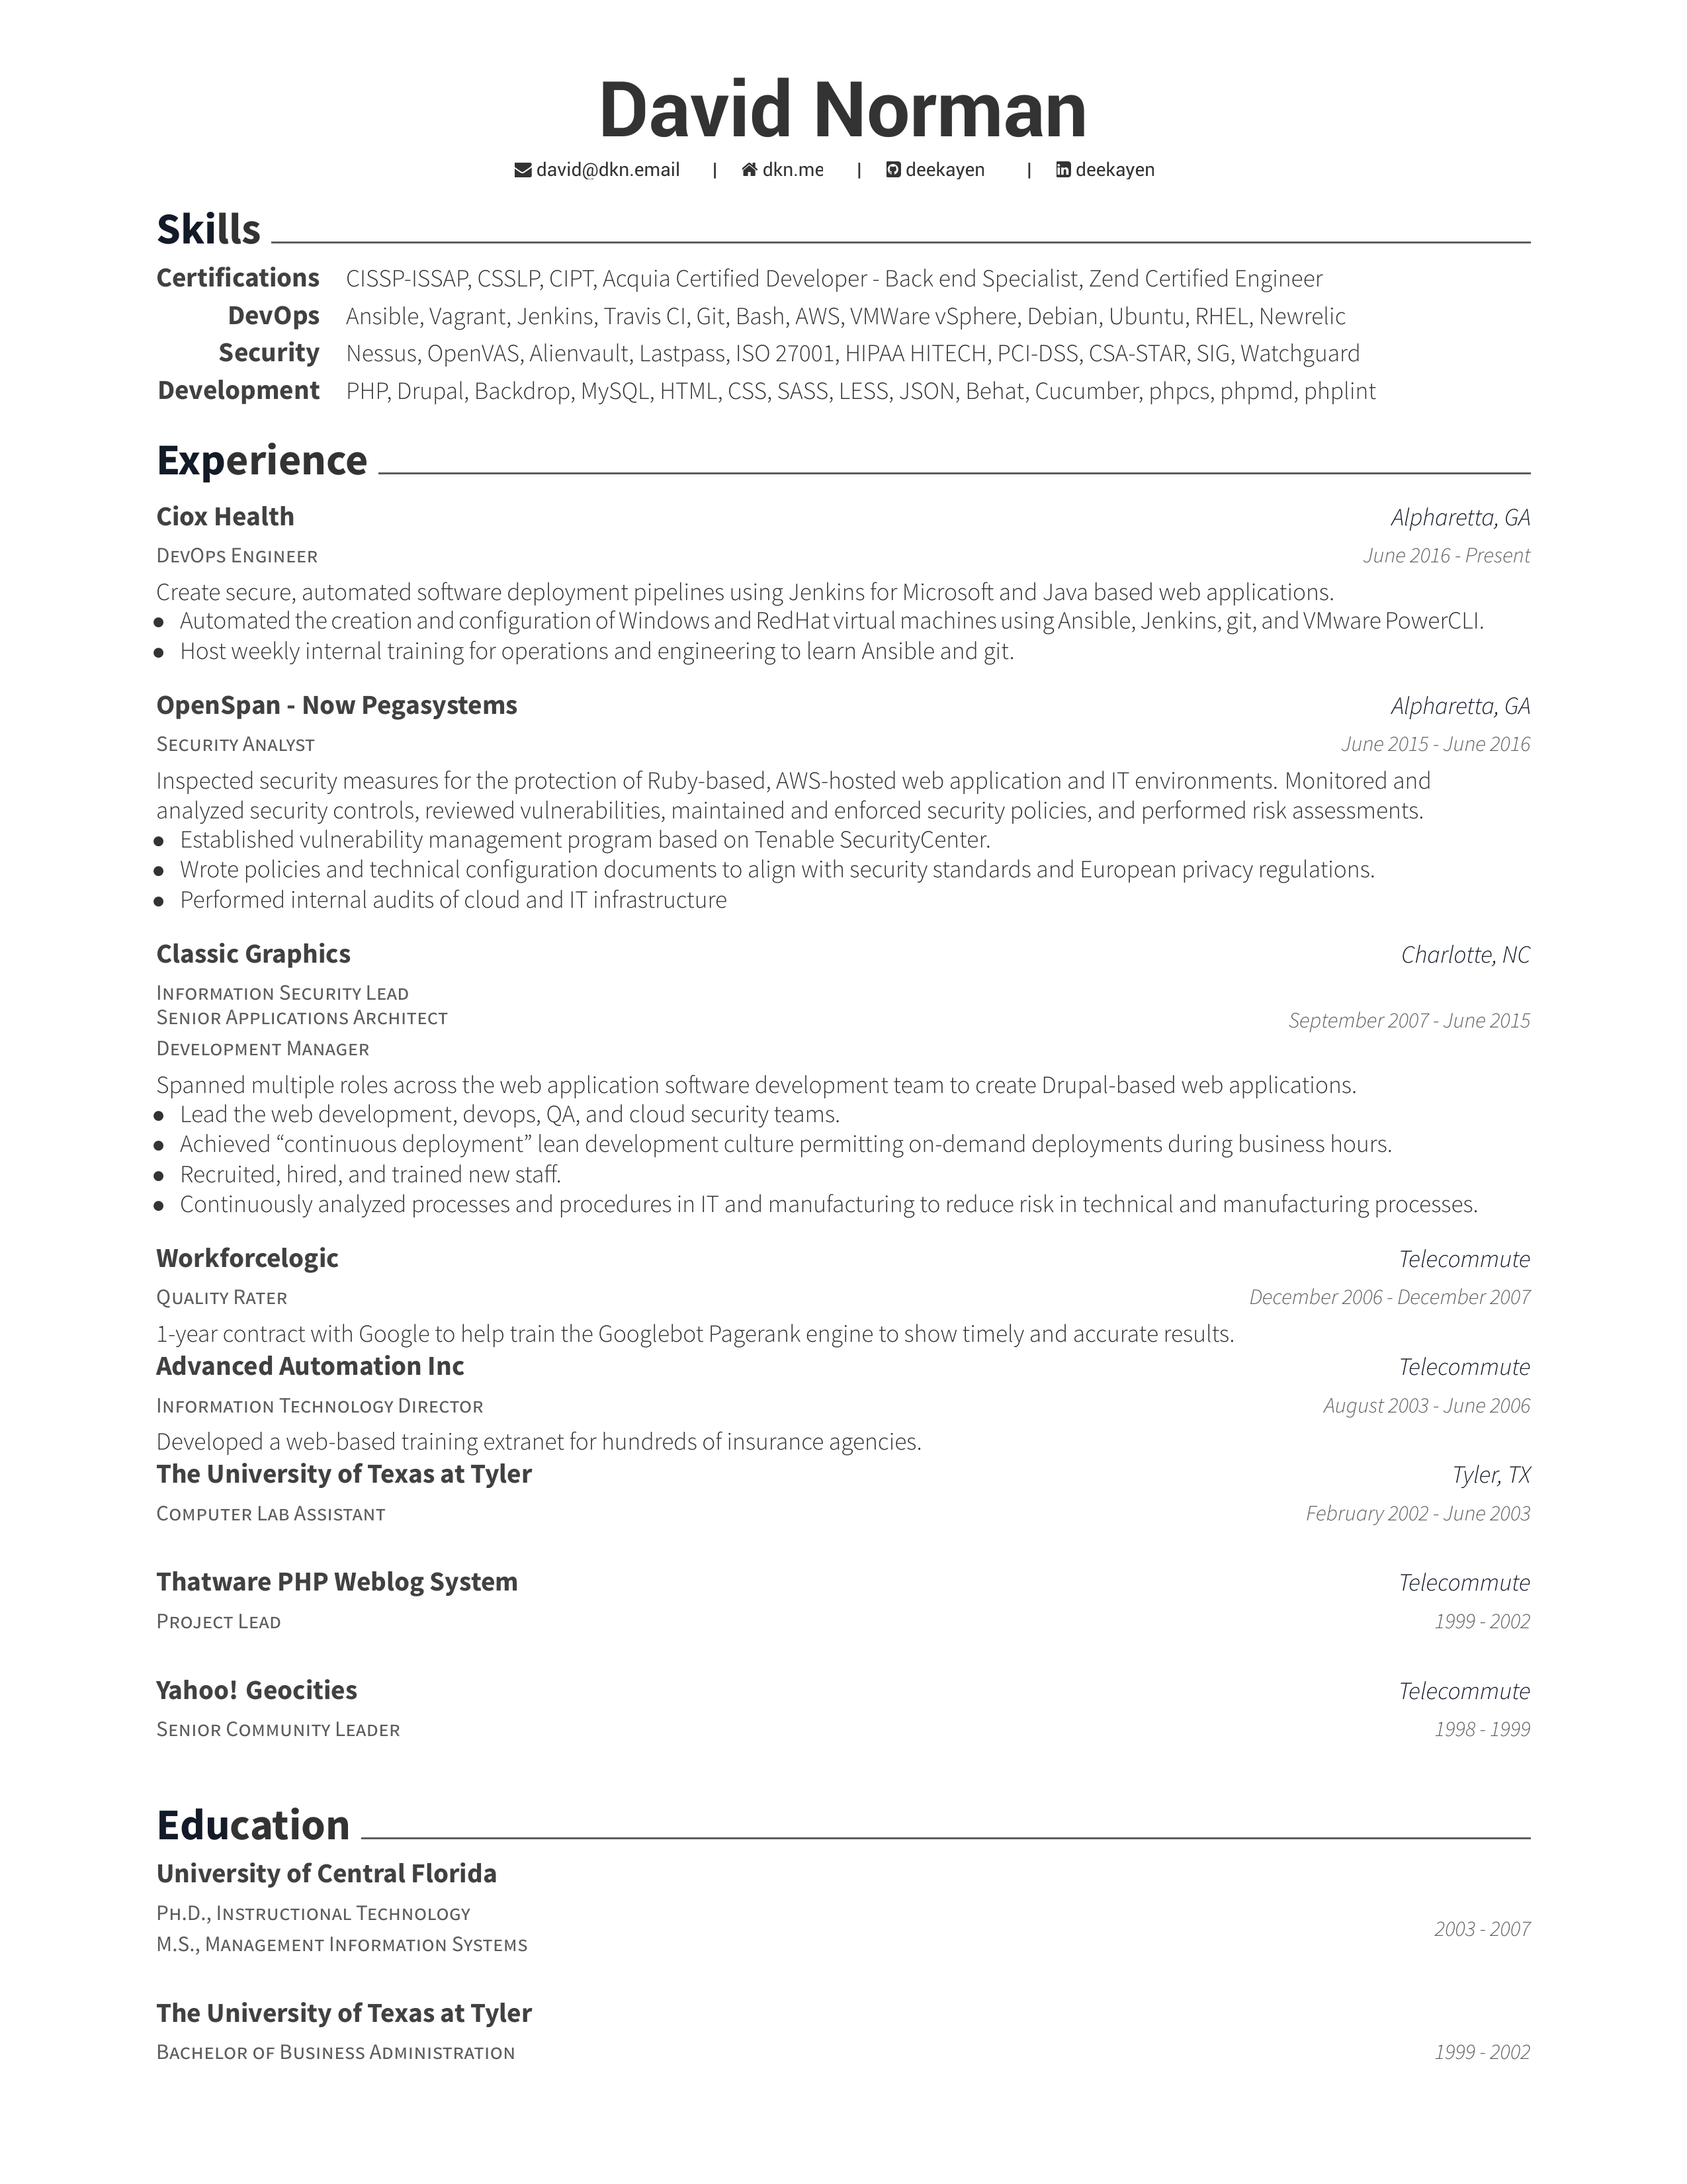 David Norman
david@dkn.email | dkn.me | deekayen | deekayen
Skills
Certifications CISSP-ISSAP, CSSLP, CIPT, Acquia Certified Developer - Back end Specialist, Zend Certified Engineer
DevOps Ansible, Vagrant, Jenkins, Travis CI, Git, Bash, AWS, VMWare vSphere, Debian, Ubuntu, RHEL, Newrelic
Security Nessus, OpenVAS, Alienvault, Lastpass, ISO 27001, HIPAA HITECH, PCI-DSS, CSA-STAR, SIG, Watchguard
Development PHP, Drupal, Backdrop, MySQL, HTML, CSS, SASS, LESS, JSON, Behat, Cucumber, phpcs, phpmd, phplint
Experience
Ciox Health Alpharetta, GA
DevOps Engineer June 2016 - Present
Create secure, automated software deployment pipelines using Jenkins for Microsoft and Java based web applications.
• Automated the creation and configuration of Windows and RedHat virtual machines using Ansible, Jenkins, git, and VMware PowerCLI.
• Host weekly internal training for operations and engineering to learn Ansible and git.
OpenSpan - Now Pegasystems Alpharetta, GA
Security Analyst June 2015 - June 2016
Inspected security measures for the protection of Ruby-based, AWS-hosted web application and IT environments. Monitored and
analyzed security controls, reviewed vulnerabilities, maintained and enforced security policies, and performed risk assessments.
• Established vulnerability management program based on Tenable SecurityCenter.
• Wrote policies and technical configuration documents to align with security standards and European privacy regulations.
• Performed internal audits of cloud and IT infrastructure
Classic Graphics Charlotte, NC
Information Security Lead
Senior Applications Architect September 2007 - June 2015
Development Manager
Spanned multiple roles across the web application software development team to create Drupal-based web applications.
• Lead the web development, devops, QA, and cloud security teams.
• Achieved “continuous deployment” lean development culture permitting on-demand deployments during business hours.
• Recruited, hired, and trained new staff.
• Continuously analyzed processes and procedures in IT and manufacturing to reduce risk in technical and manufacturing processes.
Workforcelogic Telecommute
Quality Rater December 2006 - December 2007
1-year contract with Google to help train the Googlebot Pagerank engine to show timely and accurate results.
Advanced Automation Inc Telecommute
Information Technology Director August 2003 - June 2006
Developed a web-based training extranet for hundreds of insurance agencies.
The University of Texas at Tyler Tyler, TX
Computer Lab Assistant February 2002 - June 2003
Thatware PHP Weblog System Telecommute
Project Lead 1999 - 2002
Yahoo! Geocities Telecommute
Senior Community Leader 1998 - 1999
Education
University of Central Florida
Ph.D., Instructional Technology
2003 - 2007
M.S., Management Information Systems
The University of Texas at Tyler
Bachelor of Business Administration 1999 - 2002